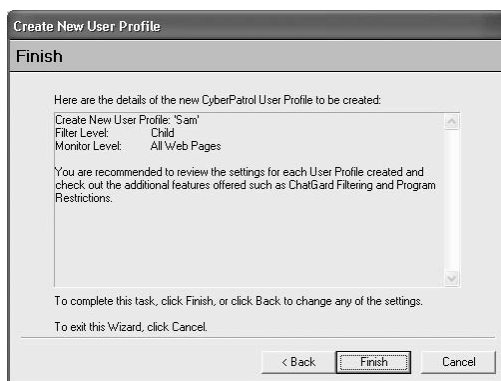 Create New User Profile
Finish
Here are the details of the new CyberPatrol User Profile to be created:
Create New User Profile: 'Sam'
Filter Level: Child
Monitor Level: All Web Pages
You are recommended to review the settings for each User Profile created and
check out the additional features offered such as ChatGard Filtering and Program
Restrictions.
To complete this task, click Finish, or click Back to change any of the settings.
To exit this Wizard, click Cancel.
< Back Finish Cancel